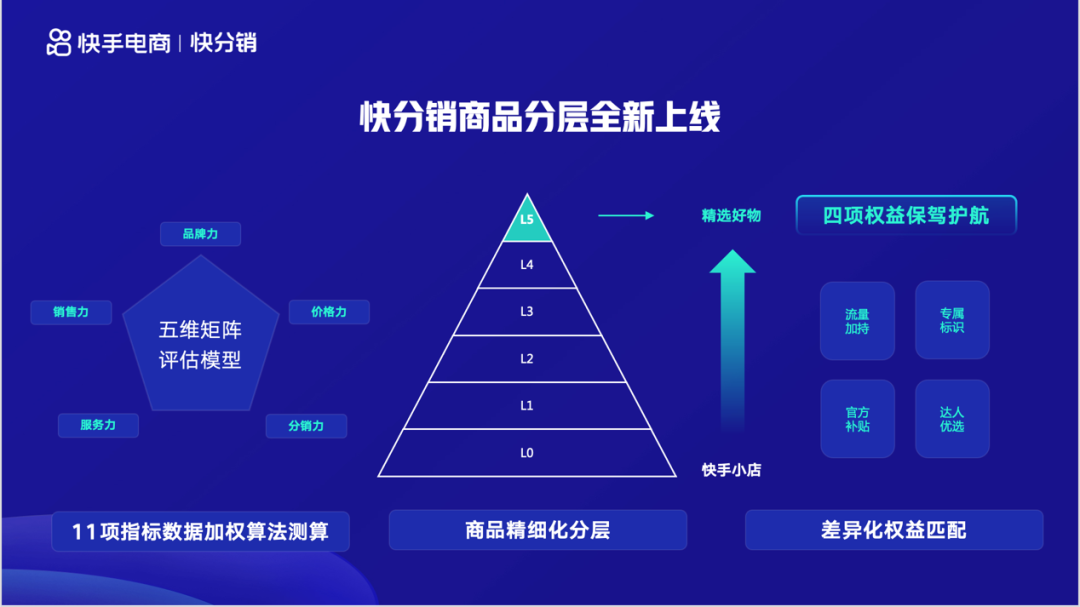 快手电商 | 快分销
快分销商品分层全新上线
品牌力
销售力
价格力
五维矩阵
评估模型
服务力
分销力
11项指标数据加权算法测算
L5
L4
L3
L2
L1
L0
商品精细化分层
精选好物
快手小店
四项权益保驾护航
流量
加持
专属
标识
官方
补贴
达人
优选
差异化权益匹配